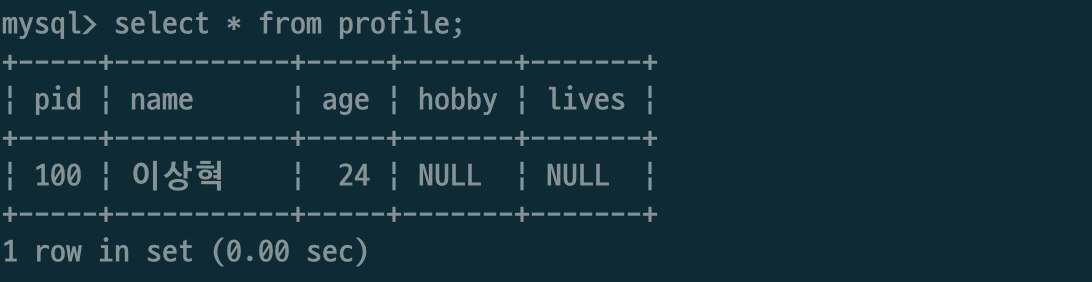 mysql> select * from profile;
+-----+-----------+-----+-------+-------+
| pid | name      | age | hobby | lives |
+-----+-----------+-----+-------+-------+
| 100 | 이상혁    |  24 | NULL  | NULL  |
+-----+-----------+-----+-------+-------+
1 row in set (0.00 sec)